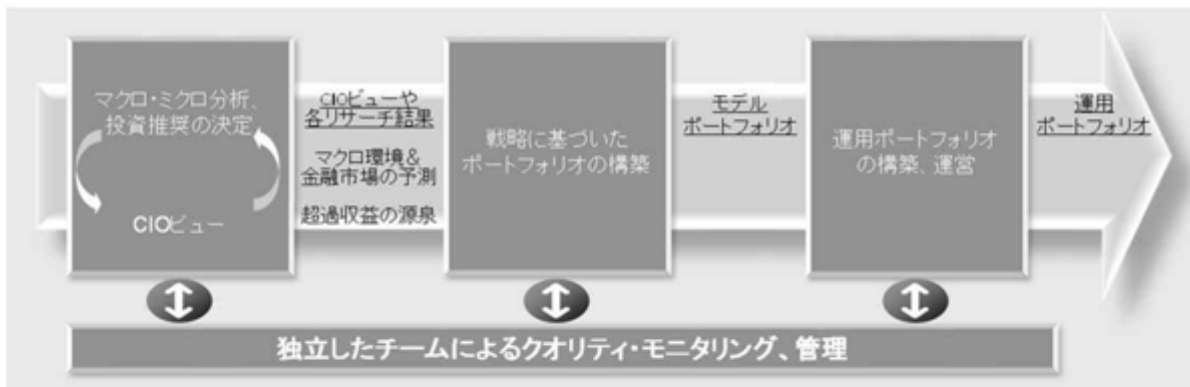 マクロ・ミクロ分析、
投資推奨の決定
CIOビュー
CIOビューや
各リサーチ結果
マクロ環境&
金融市場の予測
超過収益の源泉
戦略に基づいた
ポートフォリオの構築
モデル
ポートフォリオ
運用ポートフォリオ
の構築、運営
運用
ポートフォリオ
独立したチームによるクオリティ・モニタリング、管理